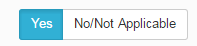 Yes No/Not Applicable